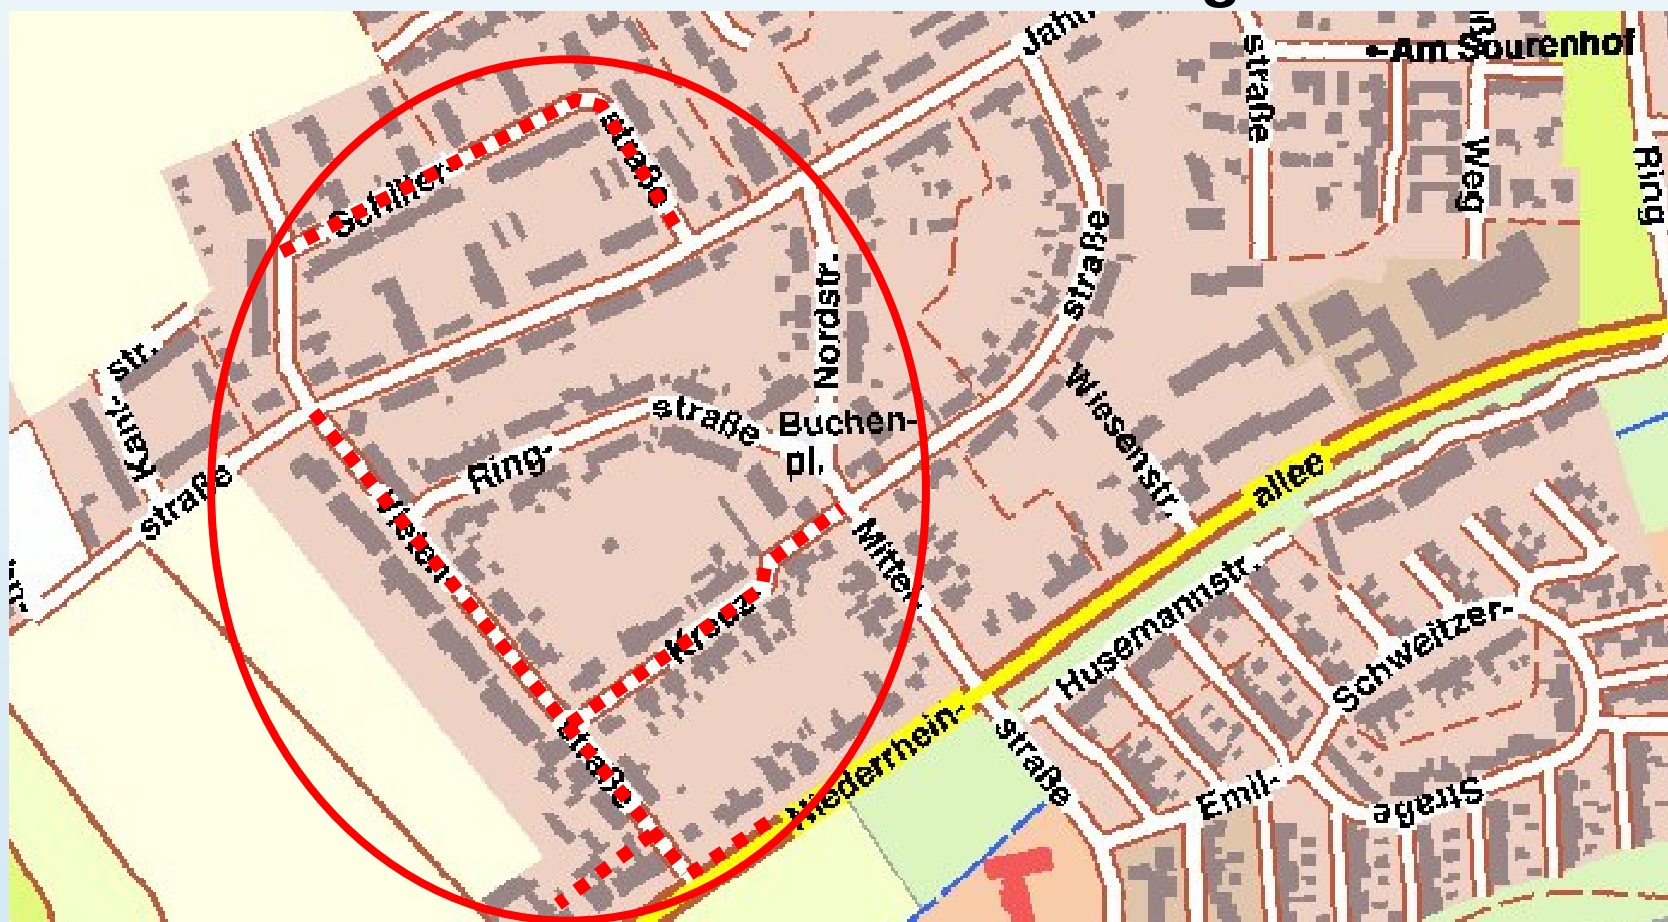 Jahn
straße
Am Sourenhof
Weg
Ring
Schiller-
straße
straße
Nordstr.
str.
Kant-
straße
Ring-
straße
Buchen-
pl.
Wiesenstr.
allee
Vieten
Mittel-
Kreuz
Husemannstr.
Schweitzer-
straße
straße
Niederrhein-
Emil-
Straße